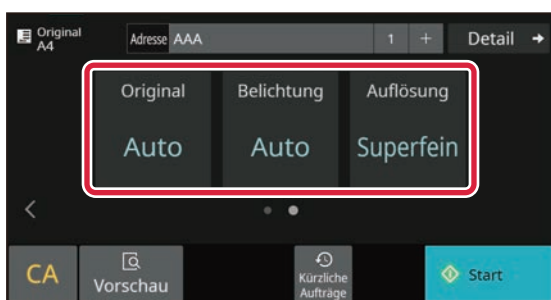 Original
A4
Adresse AAA 1 + Detail
Original Belichtung Auflösung
Auto Auto Superfein
CA Vorschau Kürzliche
Aufträge Start